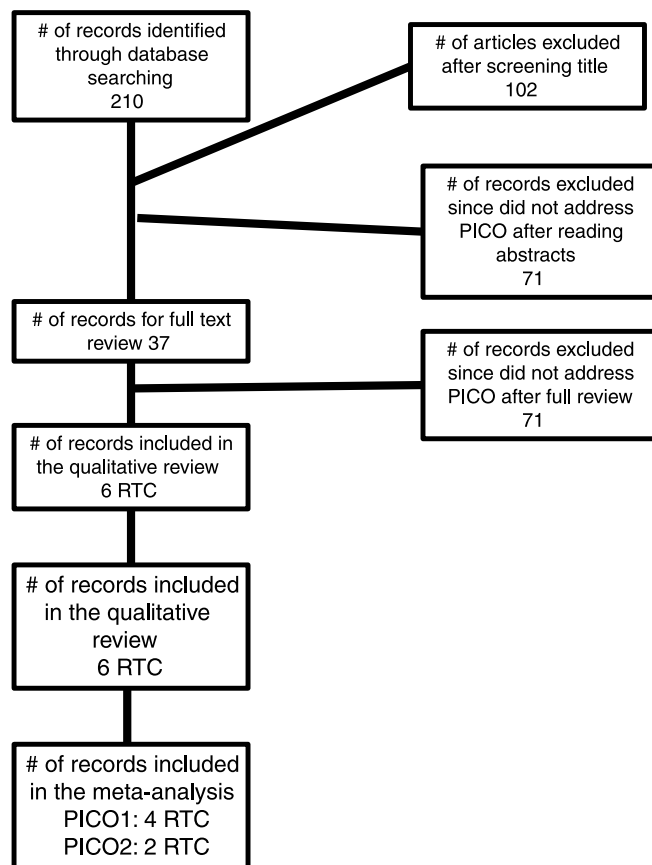 # of records identified
through database
searching
210
# of articles excluded
after screening title
102
# of records excluded
since did not address
PICO after reading
abstracts
71
# of records for full text
review 37
# of records excluded
since did not address
PICO after full review
71
# of records included in
the qualitative review
6 RTC
# of records included
in the qualitative
review
6 RTC
# of records included
in the meta-analysis
PICO1: 4 RTC
PICO2: 2 RTC